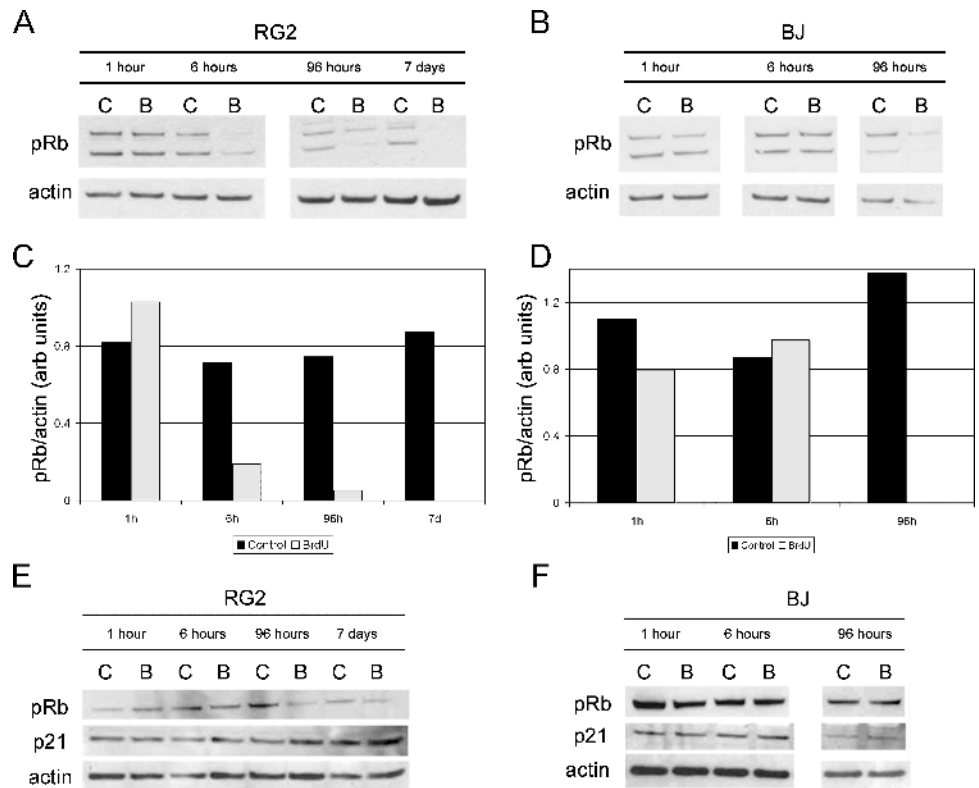 A
RG2
1 hour 6 hours 96 hours 7 days
C B C B C B C B
pRb
actin
B
BJ
1 hour 6 hours 96 hours
C B C B C B
pRb
actin
C
pRb/actin (arb units)
1.2
0.8
0.4
0
1h 6h 96h 7d
Control BrdU
D
pRb/actin (arb units)
1.2
0.8
0.4
0
1h 6h 96h
Control BrdU
E
RG2
1 hour 6 hours 96 hours 7 days
C B C B C B C B
pRb
p21
actin
F
BJ
1 hour 6 hours 96 hours
C B C B C B
pRb
p21
actin